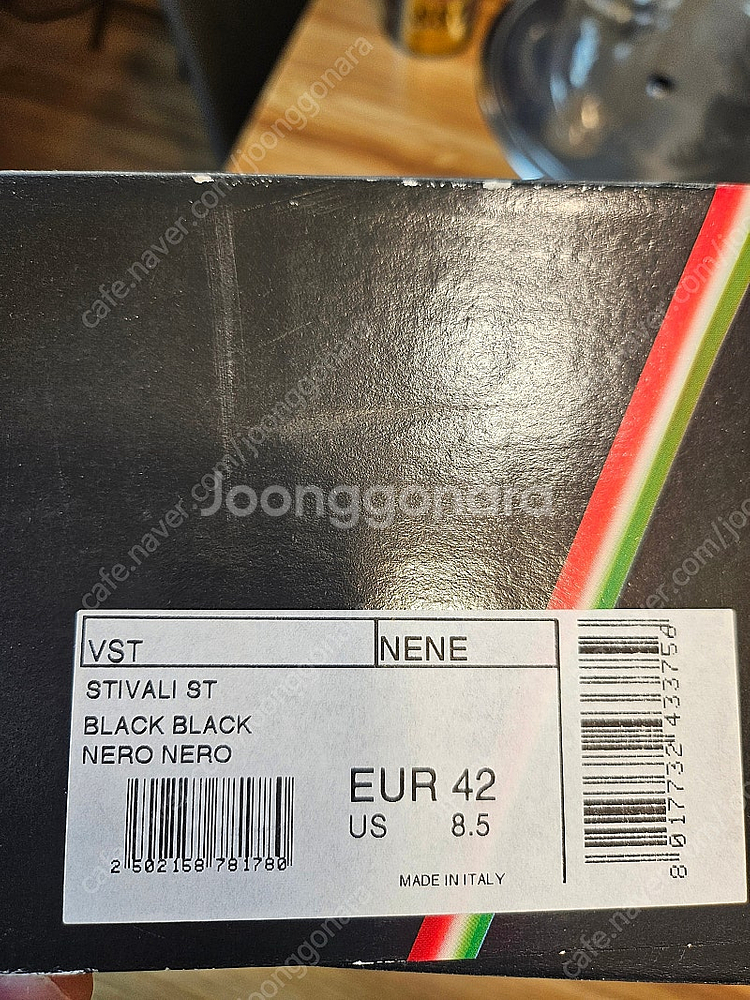 cafe.naver.com/joonggonara
Joonggonara
VST NENE
STIVALI ST
BLACK BLACK
NERO NERO
EUR 42
US 8.5
2 502158 781780
MADE IN ITALY
8 017732 433756